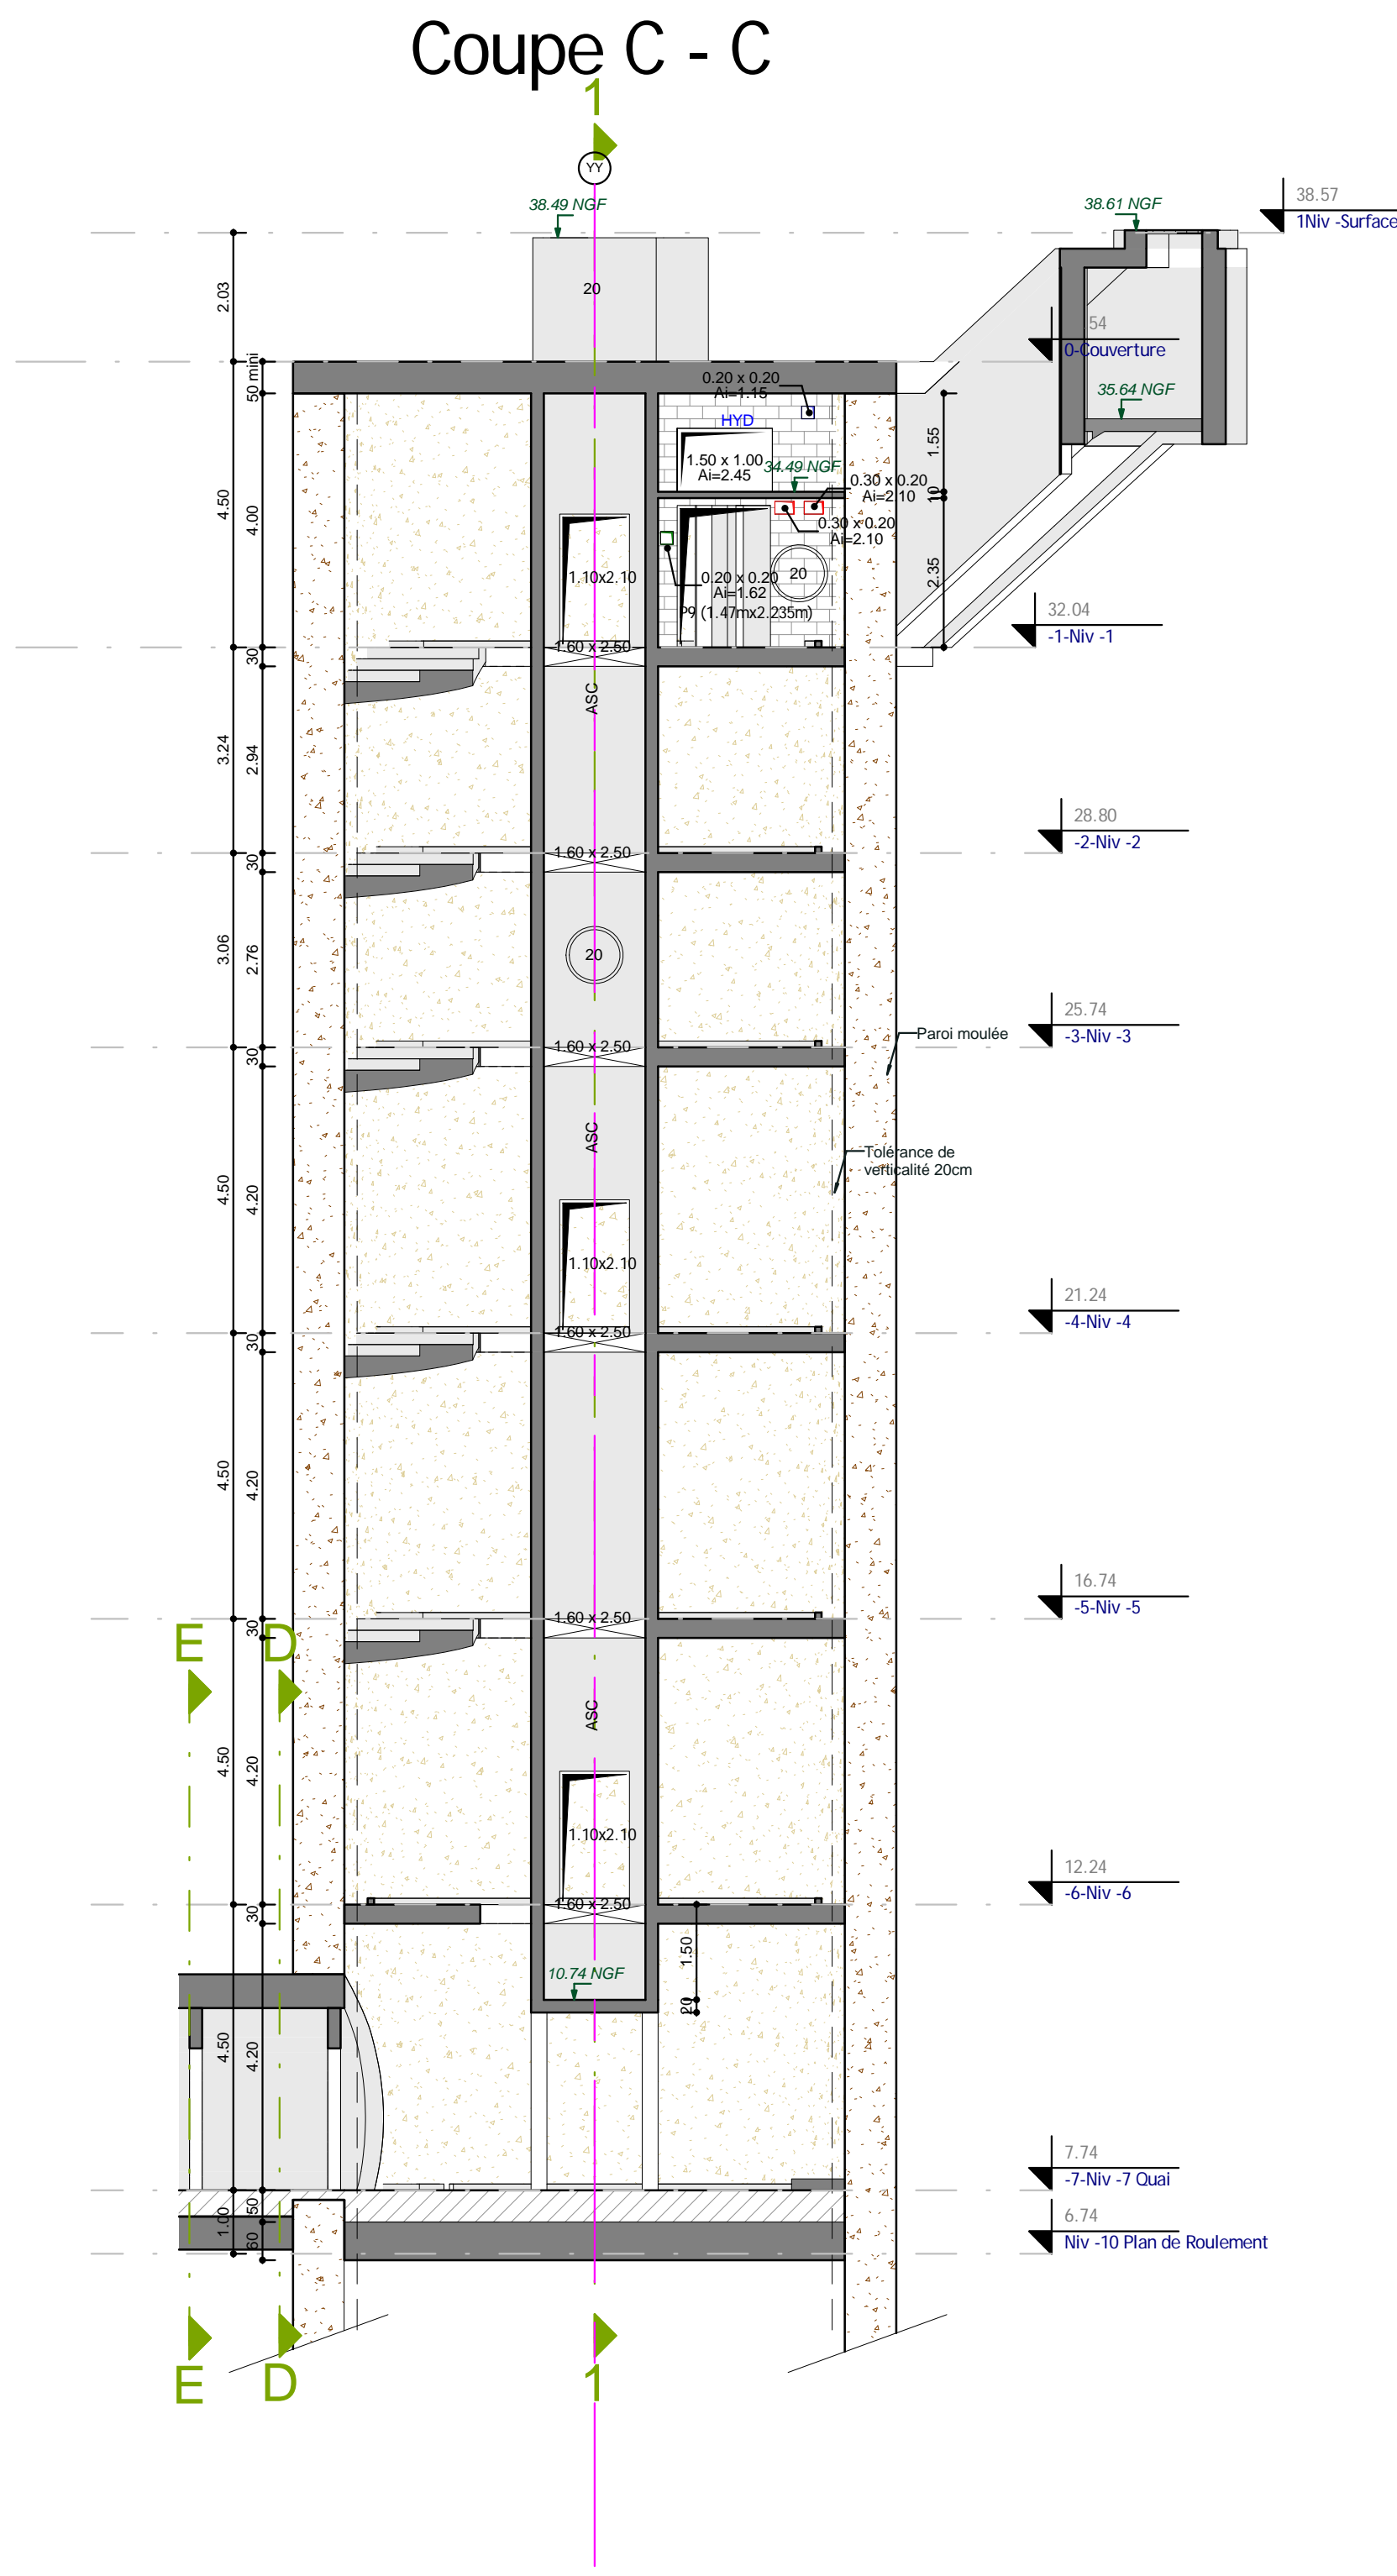 Coupe C - C
1
YY
38.49 NGF
38.61 NGF
38.57
1Niv -Surface
20
2.03
54
0-Couverture
50 mini
0.20 x 0.20
Ai=1.15
HYD
35.64 NGF
1.50 x 1.00
Ai=2.45
34.49 NGF
1.55
10
0.30 x 0.20
Ai=2.10
0.30 x 0.20
Ai=2.10
4.50
4.00
1.10x2.10
0.20 x 0.20
Ai=1.62
20
2.35
P9 (1.47mx2.235m)
32.04
-1-Niv -1
30
1.60 x 2.50
ASC
3.24
2.94
28.80
-2-Niv -2
30
1.60 x 2.50
3.06
2.76
20
25.74
-3-Niv -3
Paroi moulée
30
1.60 x 2.50
ASC
Tolérance de
verticalité 20cm
4.50
4.20
1.10x2.10
21.24
-4-Niv -4
30
1.60 x 2.50
4.50
4.20
16.74
-5-Niv -5
30
1.60 x 2.50
E
D
ASC
4.50
4.20
1.10x2.10
12.24
-6-Niv -6
30
1.60 x 2.50
1.50
10.74 NGF
20
4.50
4.20
7.74
-7-Niv -7 Quai
1.00
50
60
6.74
Niv -10 Plan de Roulement
E
D
1